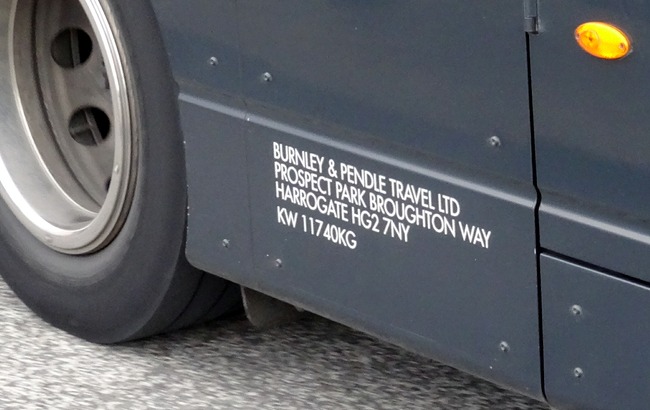 BURNLEY & PENDLE TRAVEL LTD
PROSPECT PARK BROUGHTON WAY
HARROGATE HG2 7NY
KW 11740KG